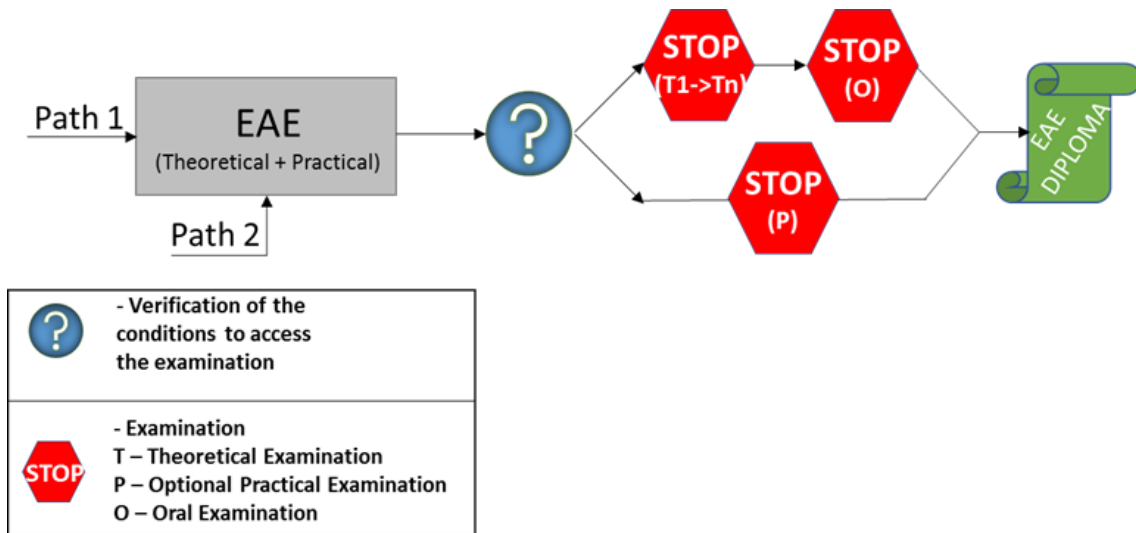 Path 1
EAE
(Theoretical + Practical)
Path 2
?
STOP
(T1->Tn)
STOP
(O)
STOP
(P)
EAE
DIPLOMA
?
- Verification of the
conditions to access
the examination
STOP
- Examination
T – Theoretical Examination
P – Optional Practical Examination
O – Oral Examination